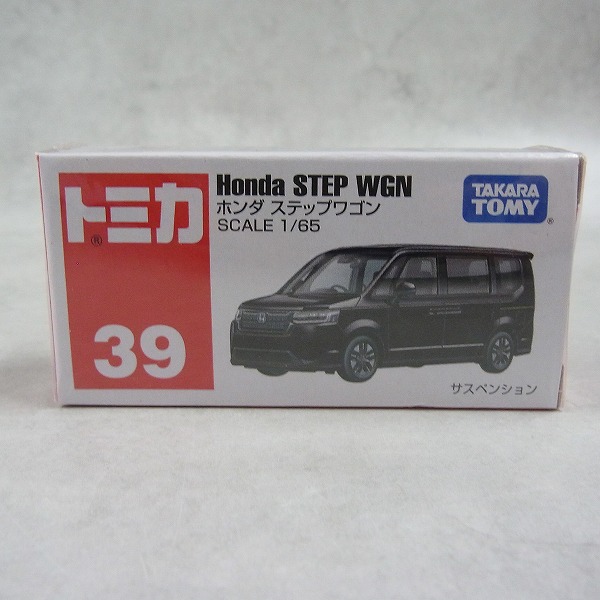 トミカ
®
39
Honda STEP WGN
ホンダ ステップワゴン
SCALE 1/65
TAKARA
TOMY
®
サスペンション